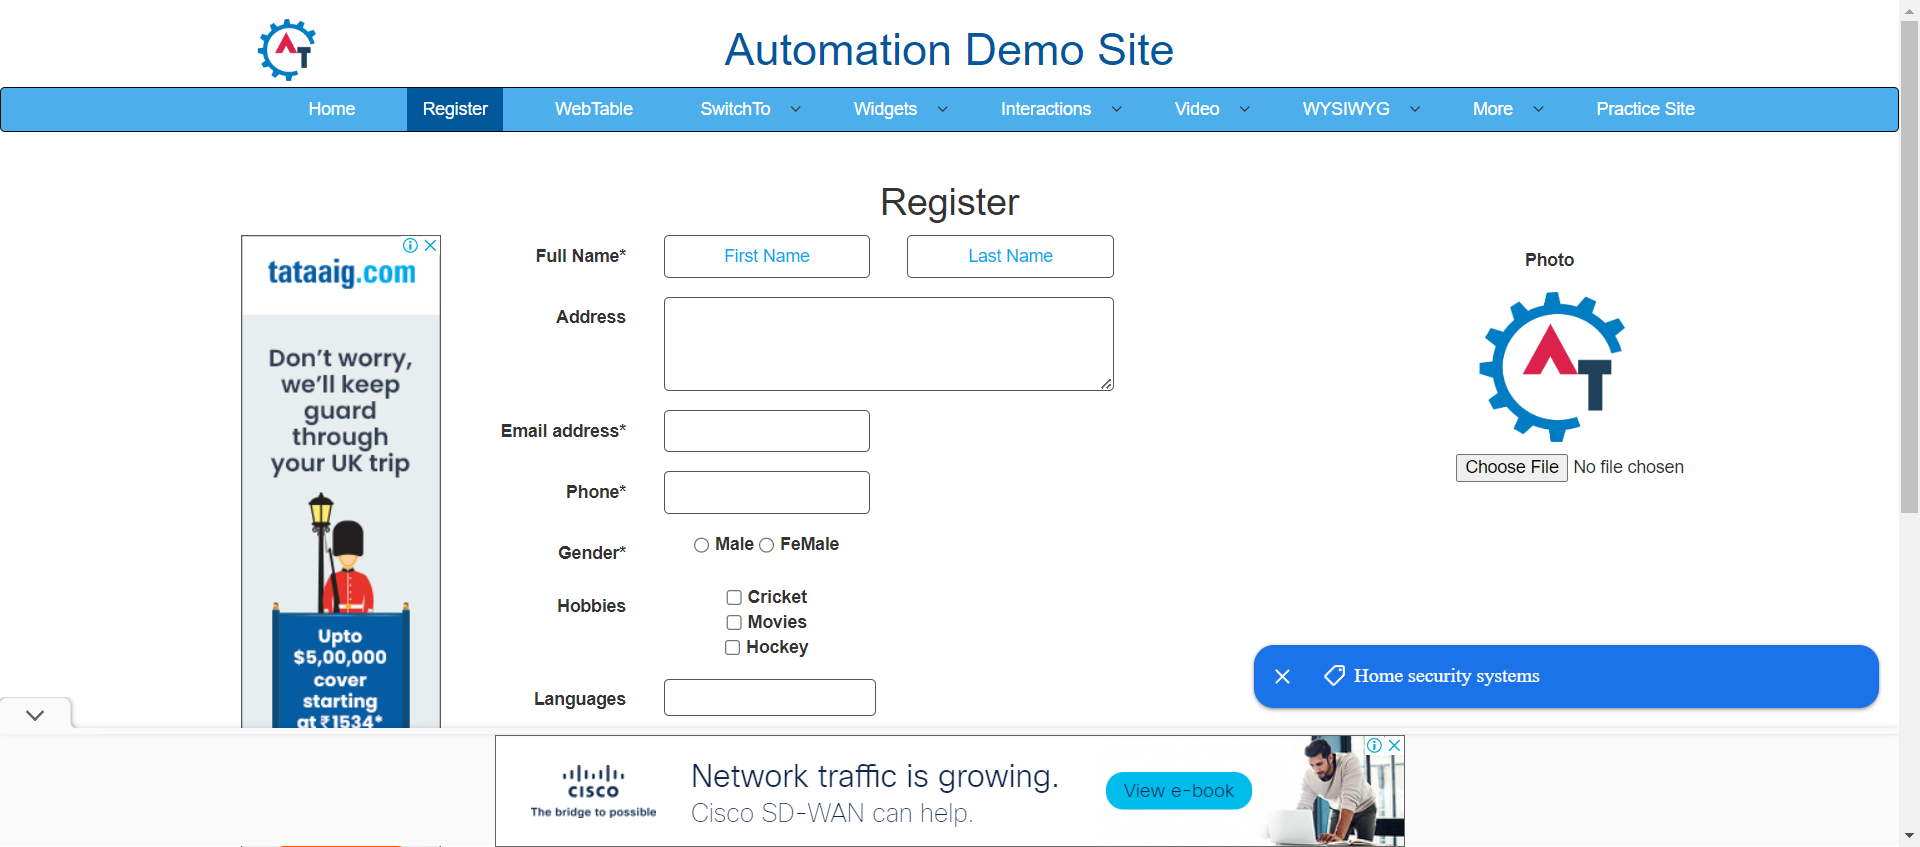 AT
Automation Demo Site
Home Register WebTable SwitchTo Widgets Interactions Video WYSIWYG More Practice Site
Register
tataaig.com
Don't worry,
we'll keep
guard
through
your UK trip
Upto
$5,00,000
cover
starting
at ₹1534*
Full Name* First Name Last Name
Address
Email address*
Phone*
Gender* Male FeMale
Hobbies Cricket
Movies
Hockey
Languages
Photo
AT
Choose File No file chosen
Home security systems
CISCO
The bridge to possible
Network traffic is growing.
Cisco SD-WAN can help.
View e-book